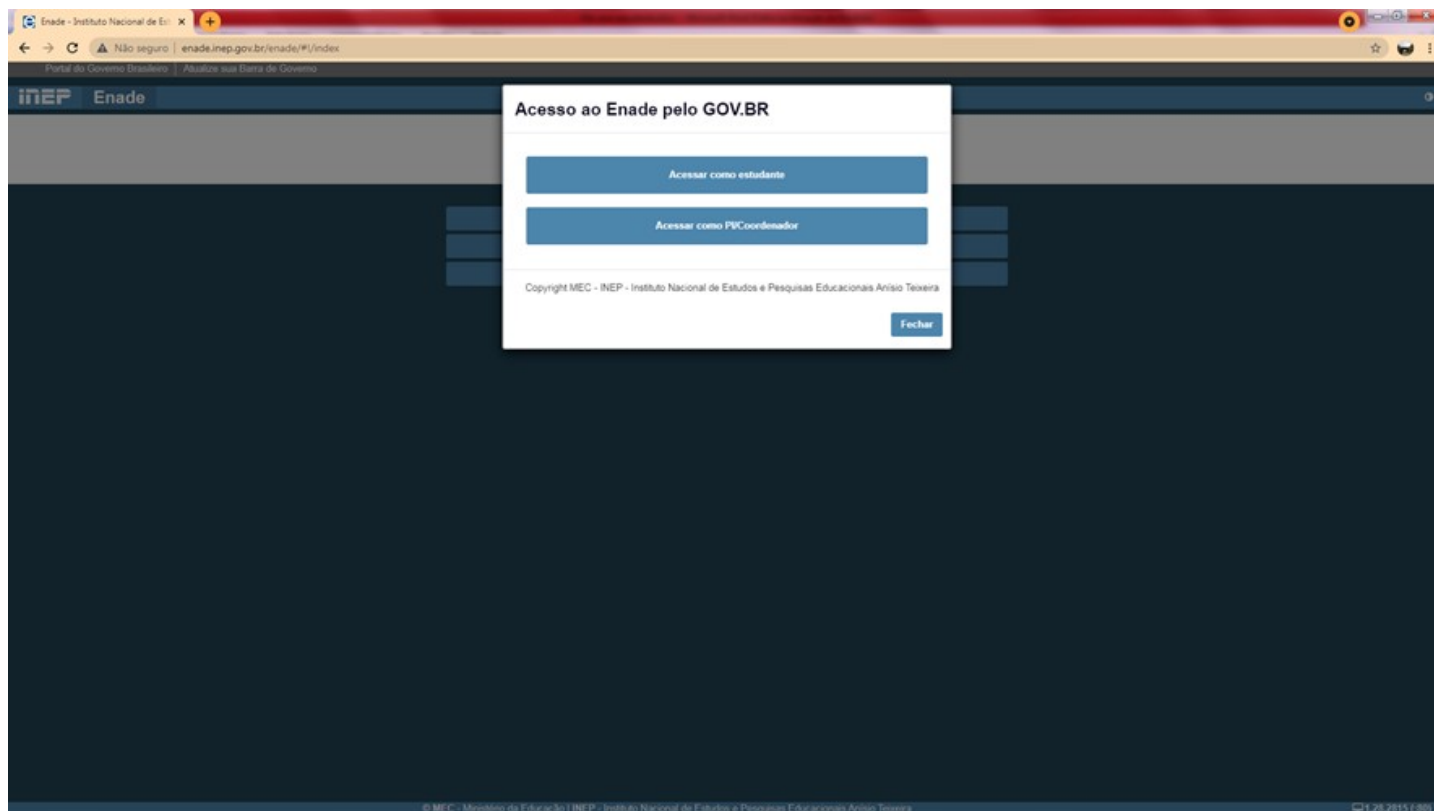 Enade - Instituto Nacional de Est
Não seguro | enade.inep.gov.br/enade/#!/index
Portal do Governo Brasileiro | Atualize sua Barra de Governo
inep Enade
Acesso ao Enade pelo GOV.BR
Acessar como estudante
Acessar como PI/Coordenador
Copyright MEC - INEP - Instituto Nacional de Estudos e Pesquisas Educacionais Anísio Teixeira
Fechar
© MEC - Ministério da Educação | INEP - Instituto Nacional de Estudos e Pesquisas Educacionais Anísio Teixeira